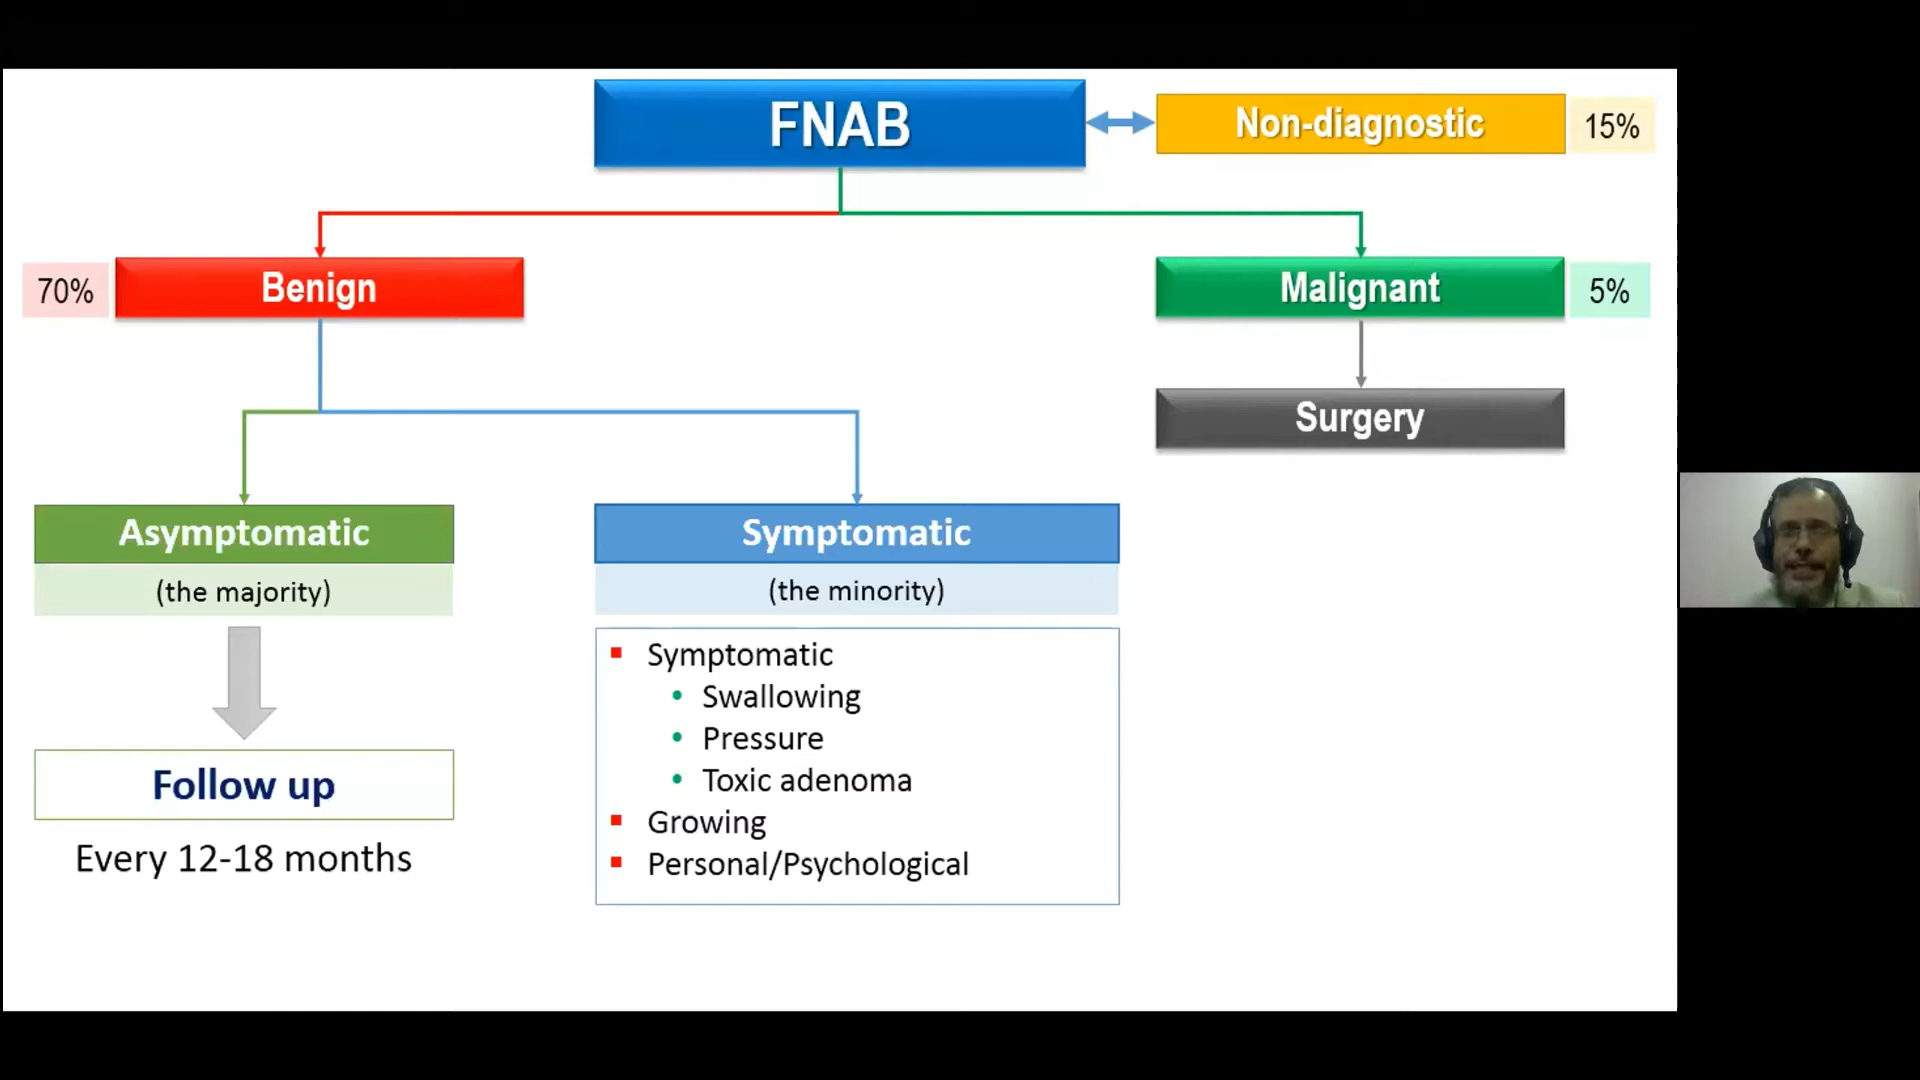 FNAB
Non-diagnostic
15%
70%
Benign
Malignant
5%
Surgery
Asymptomatic
(the majority)
Follow up
Every 12-18 months
Symptomatic
(the minority)
Symptomatic
Swallowing
Pressure
Toxic adenoma
Growing
Personal/Psychological